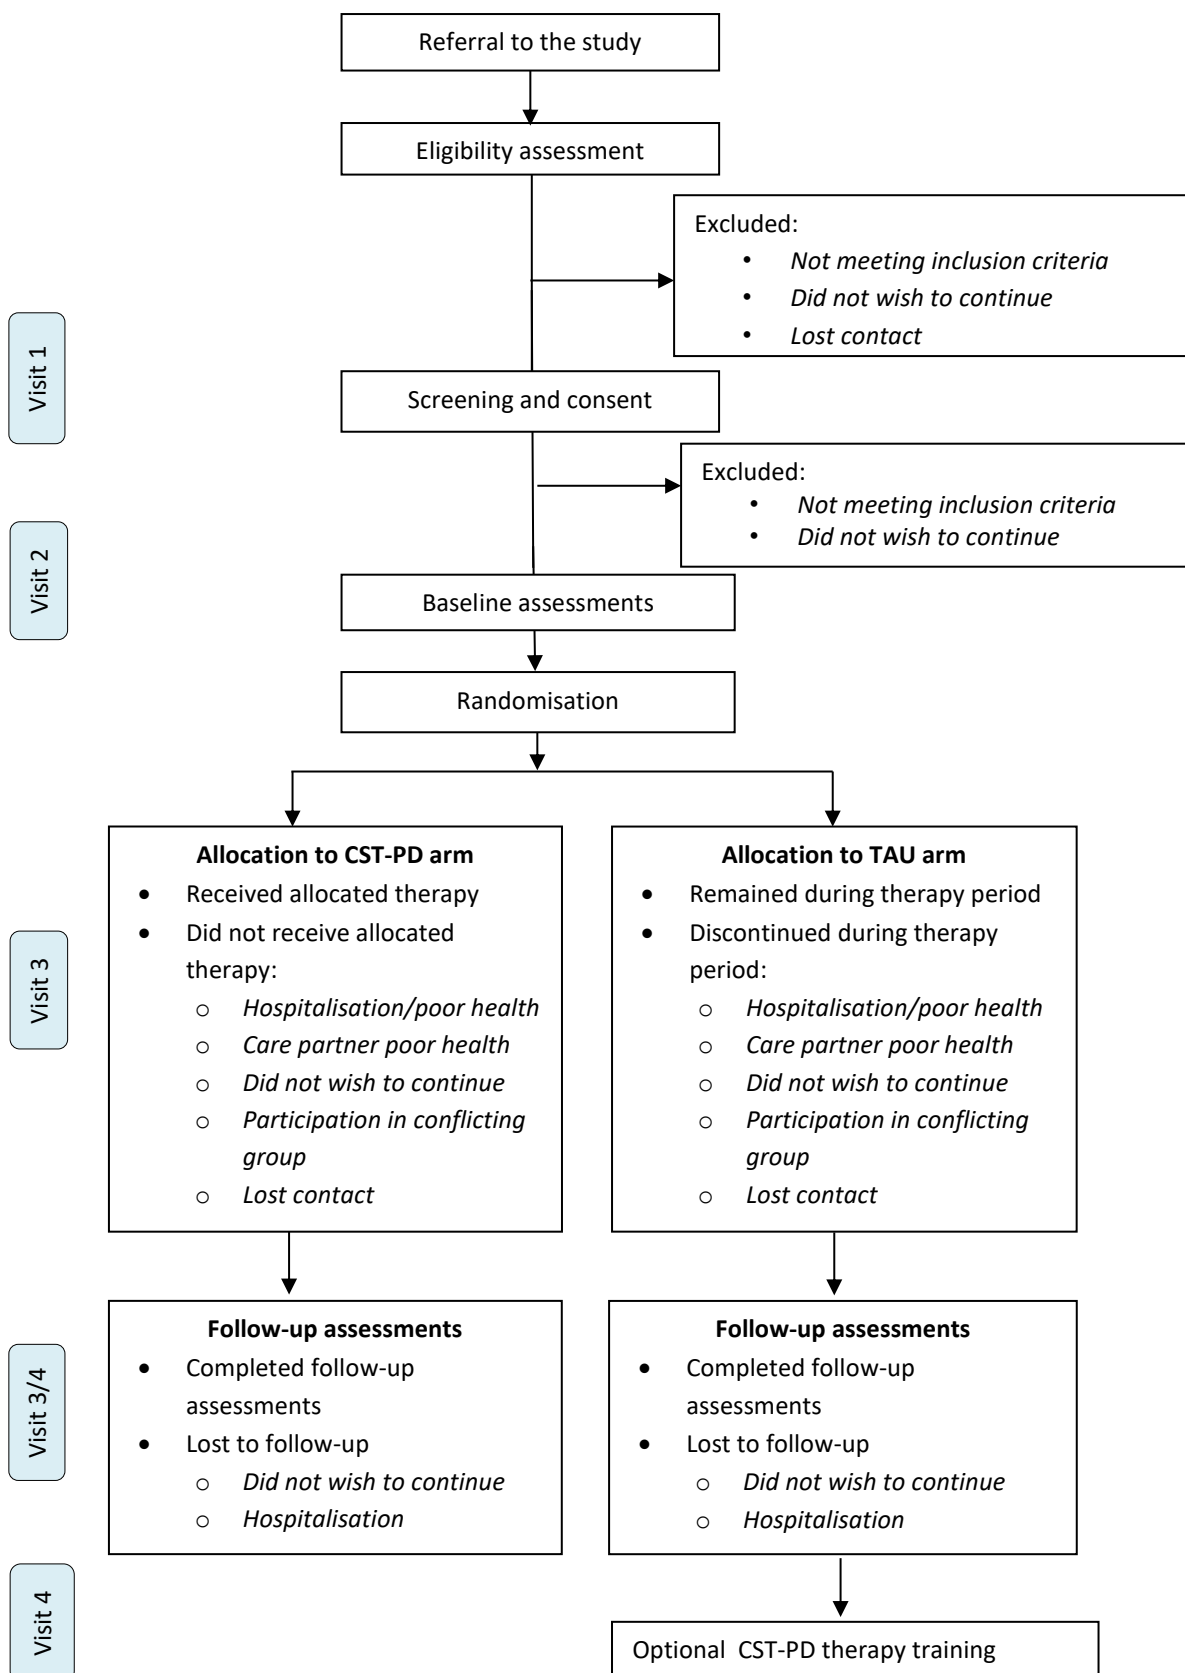 Referral to the study
Eligibility assessment
Excluded:
• Not meeting inclusion criteria
• Did not wish to continue
• Lost contact
Visit 1
Screening and consent
Excluded:
• Not meeting inclusion criteria
• Did not wish to continue
Visit 2
Baseline assessments
Randomisation
Allocation to CST-PD arm
• Received allocated therapy
• Did not receive allocated
therapy:
o Hospitalisation/poor health
o Care partner poor health
o Did not wish to continue
o Participation in conflicting
group
o Lost contact
Allocation to TAU arm
• Remained during therapy period
• Discontinued during therapy
period:
o Hospitalisation/poor health
o Care partner poor health
o Did not wish to continue
o Participation in conflicting
group
o Lost contact
Visit 3
Follow-up assessments
• Completed follow-up
assessments
• Lost to follow-up
o Did not wish to continue
o Hospitalisation
Follow-up assessments
• Completed follow-up
assessments
• Lost to follow-up
o Did not wish to continue
o Hospitalisation
Visit 3/4
Visit 4
Optional CST-PD therapy training